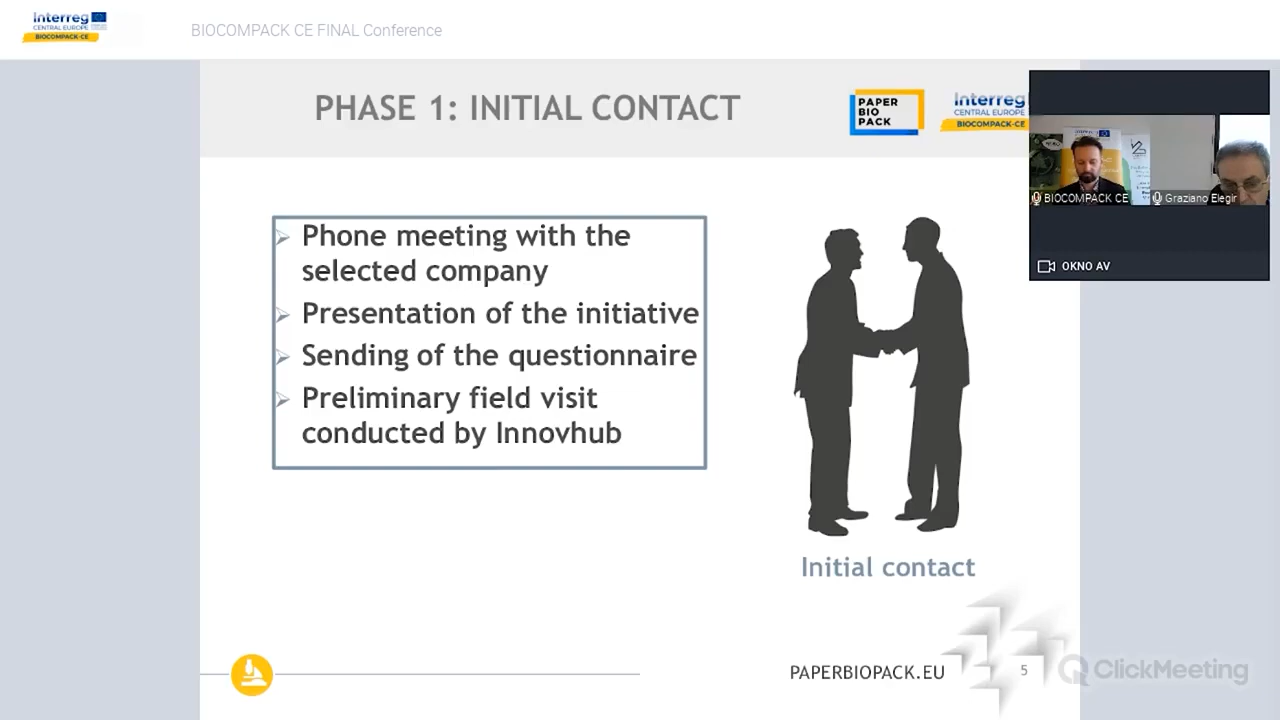 Interreg
CENTRAL EUROPE
BIOCOMPACK-CE
BIOCOMPACK CE FINAL Conference
PHASE 1: INITIAL CONTACT
PAPER
BIO
PACK
Interreg
CENTRAL EUROPE
BIOCOMPACK-CE
BIOCOMPACK CE
Graziano Elegir
OKNO AV
Phone meeting with the
selected company
Presentation of the initiative
Sending of the questionnaire
Preliminary field visit
conducted by Innovhub
Initial contact
PAPERBIOPACK.EU
5
ClickMeeting